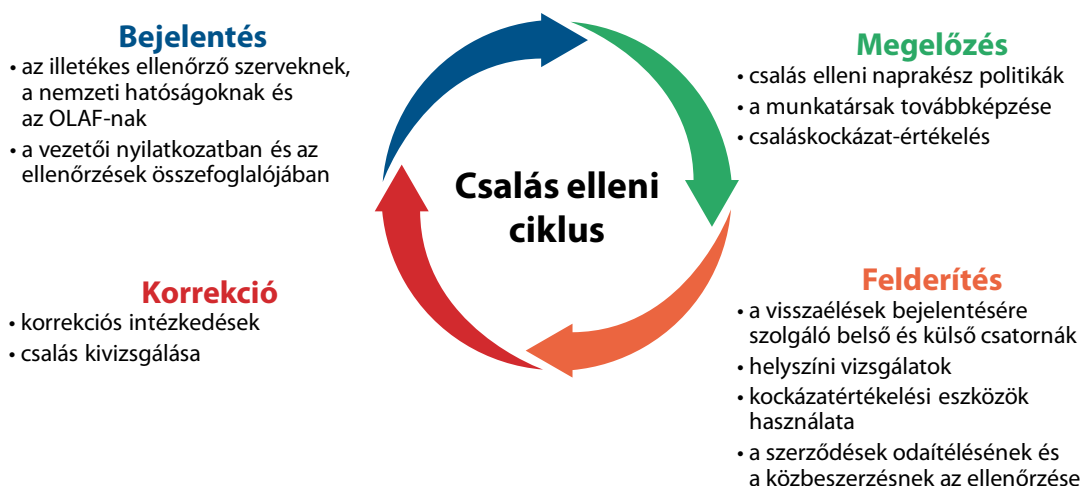 Bejelentés
• az illetékes ellenőrző szerveknek,
a nemzeti hatóságoknak és
az OLAF-nak
• a vezetői nyilatkozatban és az
ellenőrzések összefoglalójában
Megelőzés
• csalás elleni naprakész politikák
• a munkatársak továbbképzése
• csaláskockázat-értékelés
Csalás elleni
ciklus
Korrekció
• korrekciós intézkedések
• csalás kivizsgálása
Felderítés
• a visszaélések bejelentésére
szolgáló belső és külső csatornák
• helyszíni vizsgálatok
• kockázatértékelési eszközök
használata
• a szerződések odaítélésének és
a közbeszerzésnek az ellenőrzése